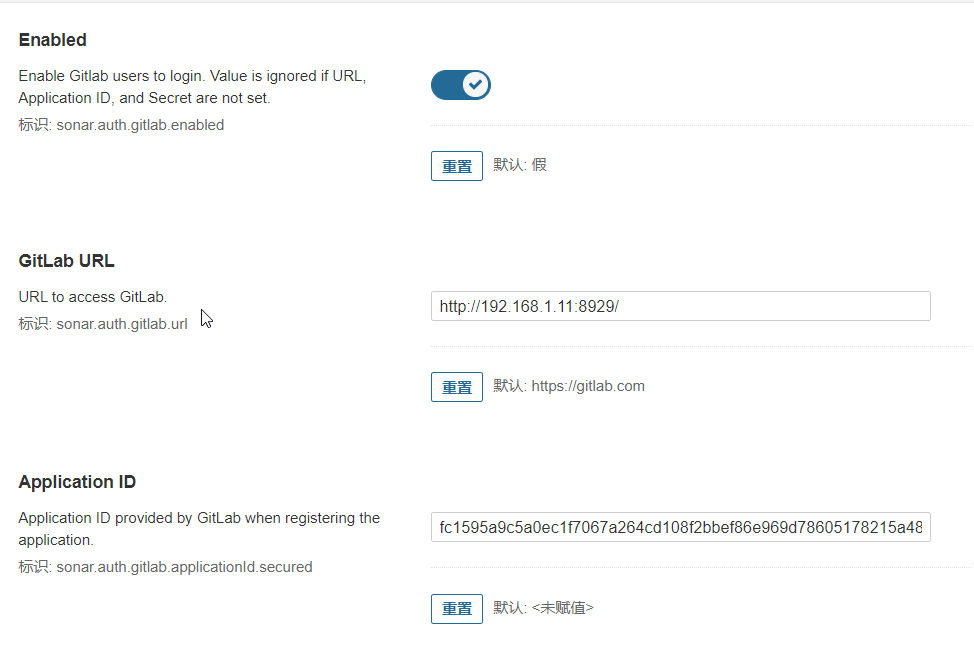 Enabled
Enable Gitlab users to login. Value is ignored if URL,
Application ID, and Secret are not set.
标识: sonar.auth.gitlab.enabled
重置 默认: 假
GitLab URL
URL to access GitLab.
标识: sonar.auth.gitlab.url
http://192.168.1.11:8929/
重置 默认: https://gitlab.com
Application ID
Application ID provided by GitLab when registering the
application.
标识: sonar.auth.gitlab.applicationId.secured
fc1595a9c5a0ec1f7067a264cd108f2bbef86e969d78605178215a48
重置 默认: <未赋值>